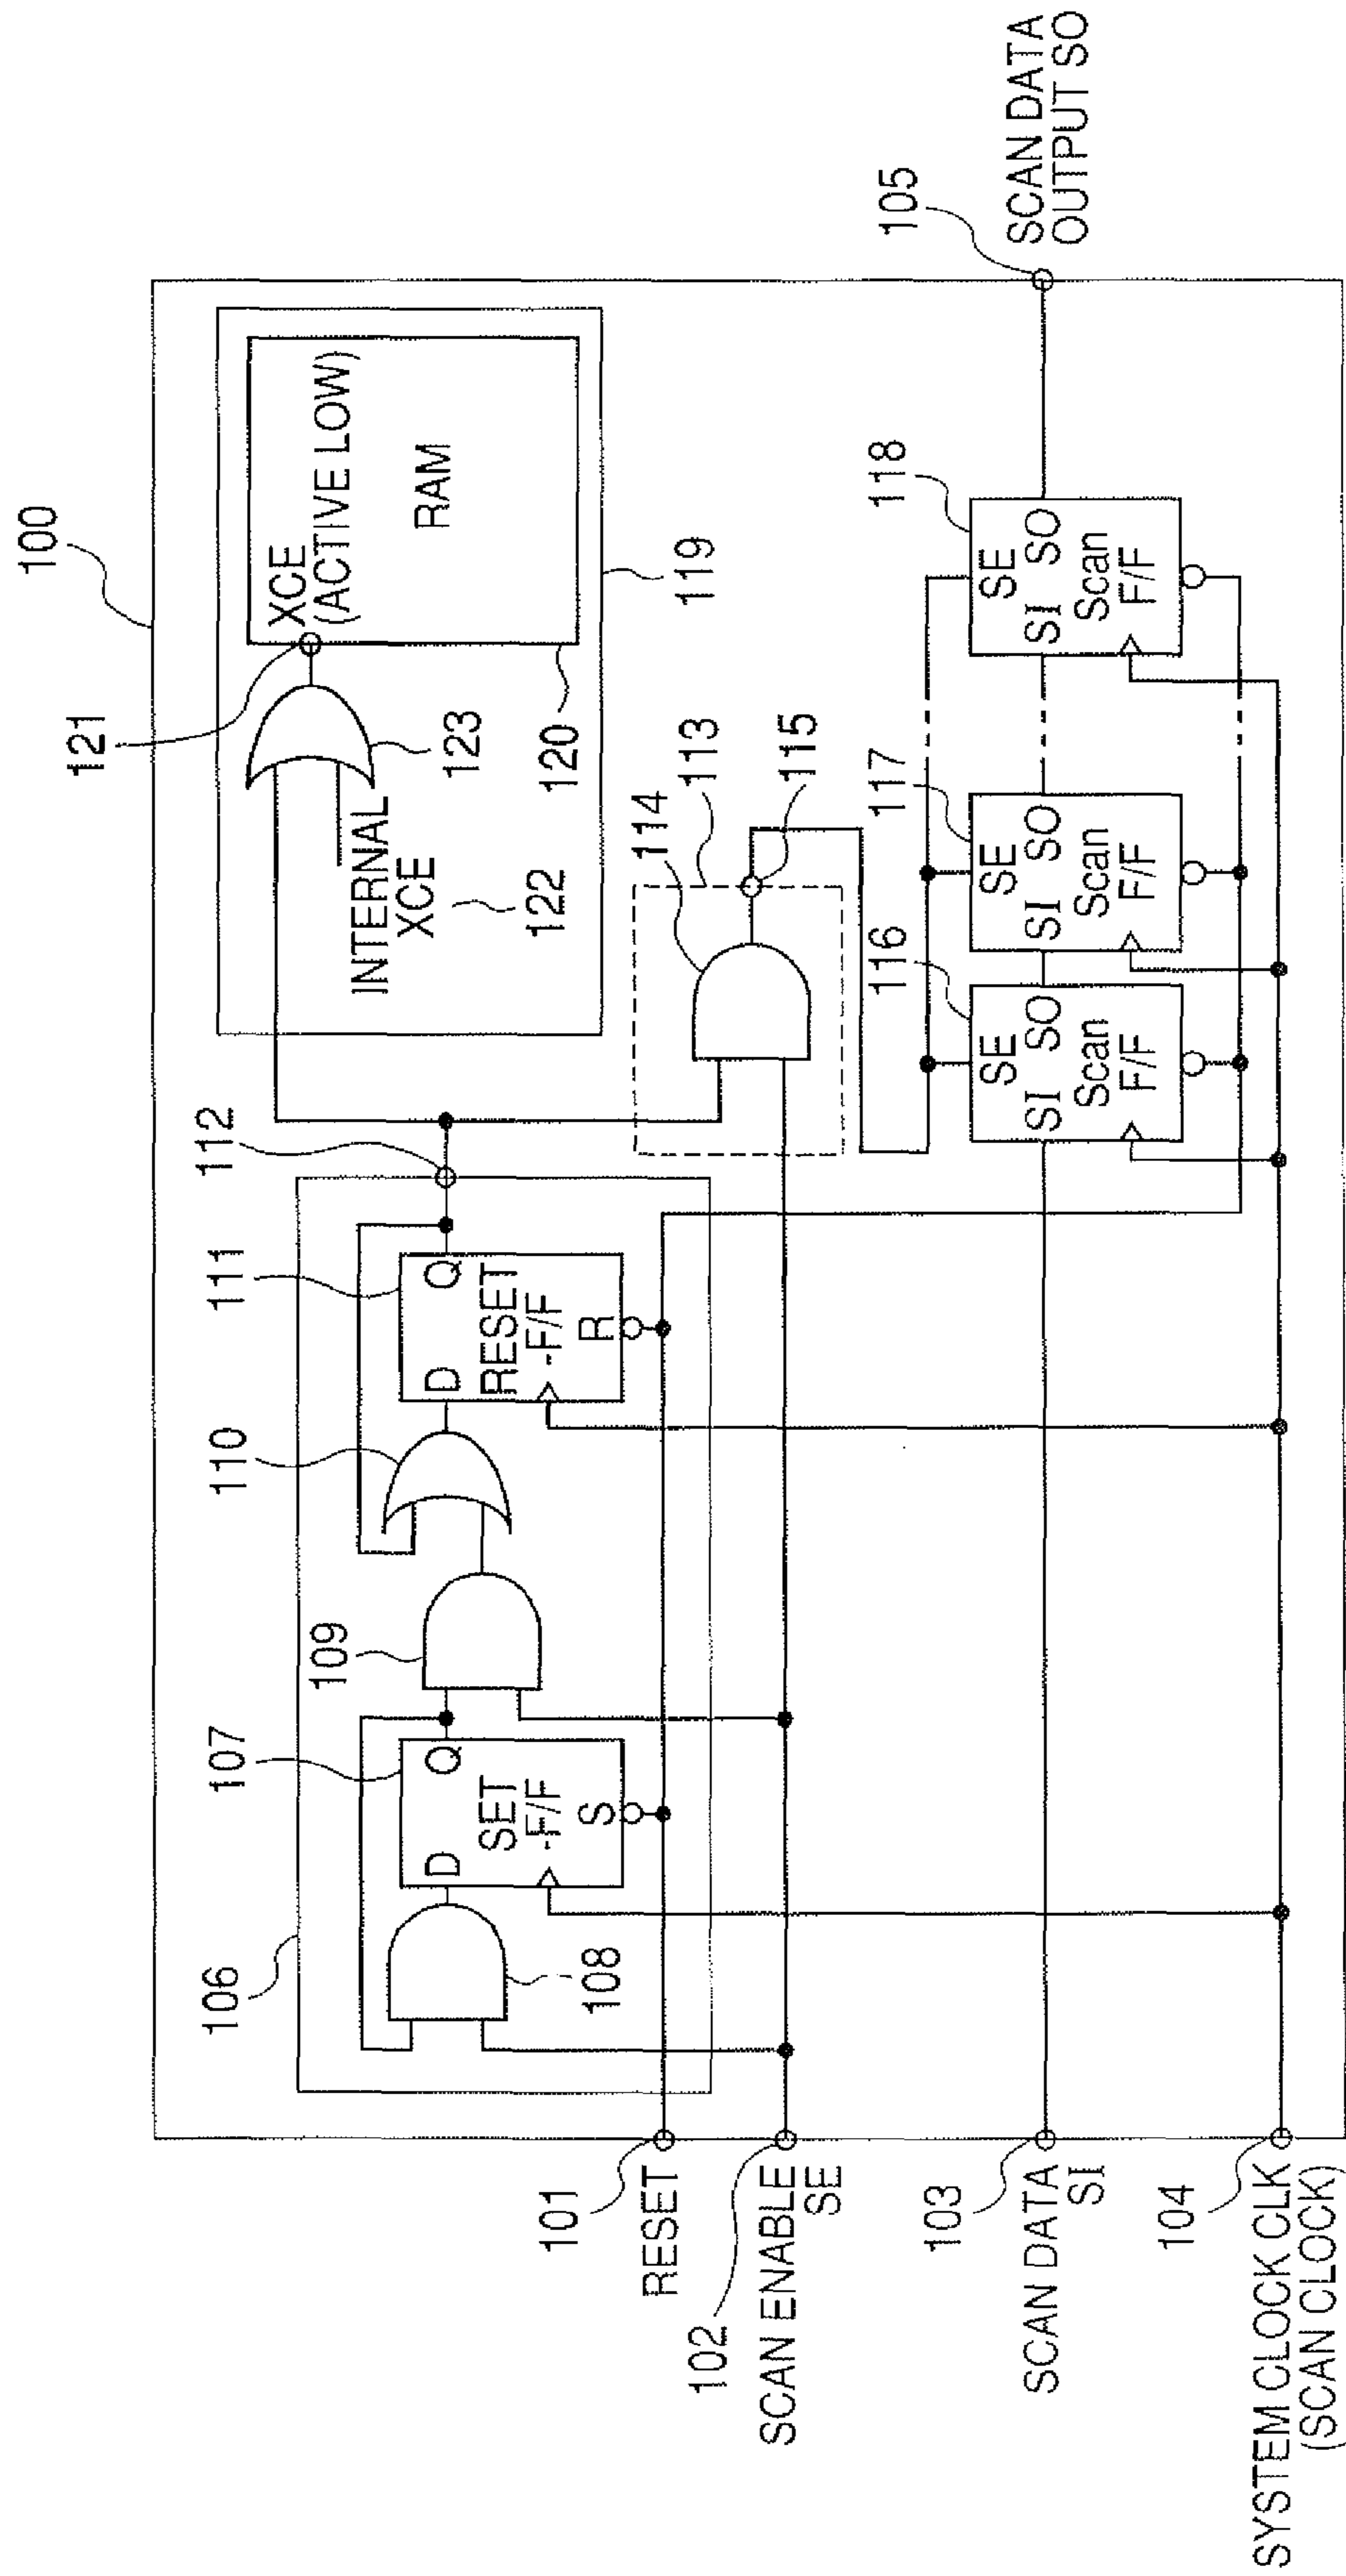 100
106
107
109
110
111
112
121
XCE
(ACTIVE LOW)
RAM
INTERNAL
XCE
122
123
120
119
D
Q
SET
-F/F
S
108
D
Q
RESET
-F/F
R
114
113
115
101
RESET
102
SCAN ENABLE
SE
103
SCAN DATA
SI
104
SYSTEM CLOCK CLK
(SCAN CLOCK)
116
SE
SI SO
Scan
F/F
117
SE
SI SO
Scan
F/F
118
SE
SI SO
Scan
F/F
105
SCAN DATA
OUTPUT SO